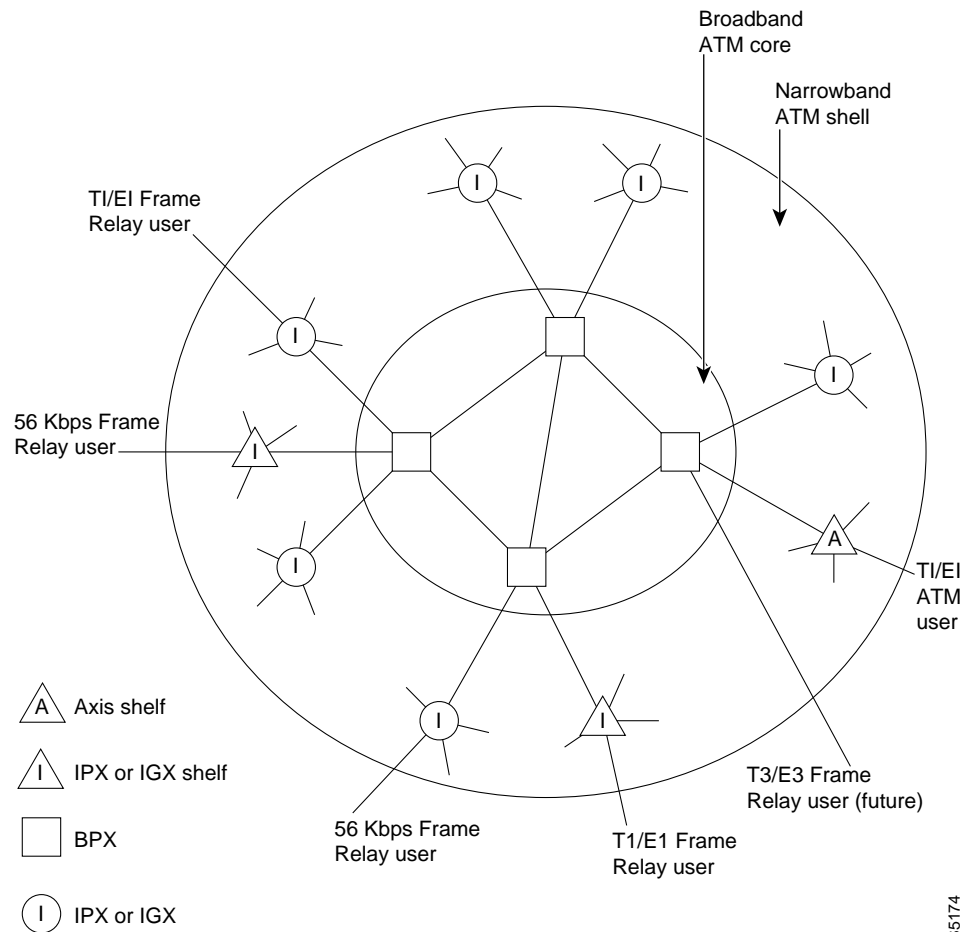 Broadband
ATM core
Narrowband
ATM shell
I
I
TI/EI Frame
Relay user
I
I
56 Kbps Frame
Relay user
I
I
A
TI/EI
ATM
user
I
I
A Axis shelf
I IPX or IGX shelf
BPX
I IPX or IGX
56 Kbps Frame
Relay user
T1/E1 Frame
Relay user
T3/E3 Frame
Relay user (future)